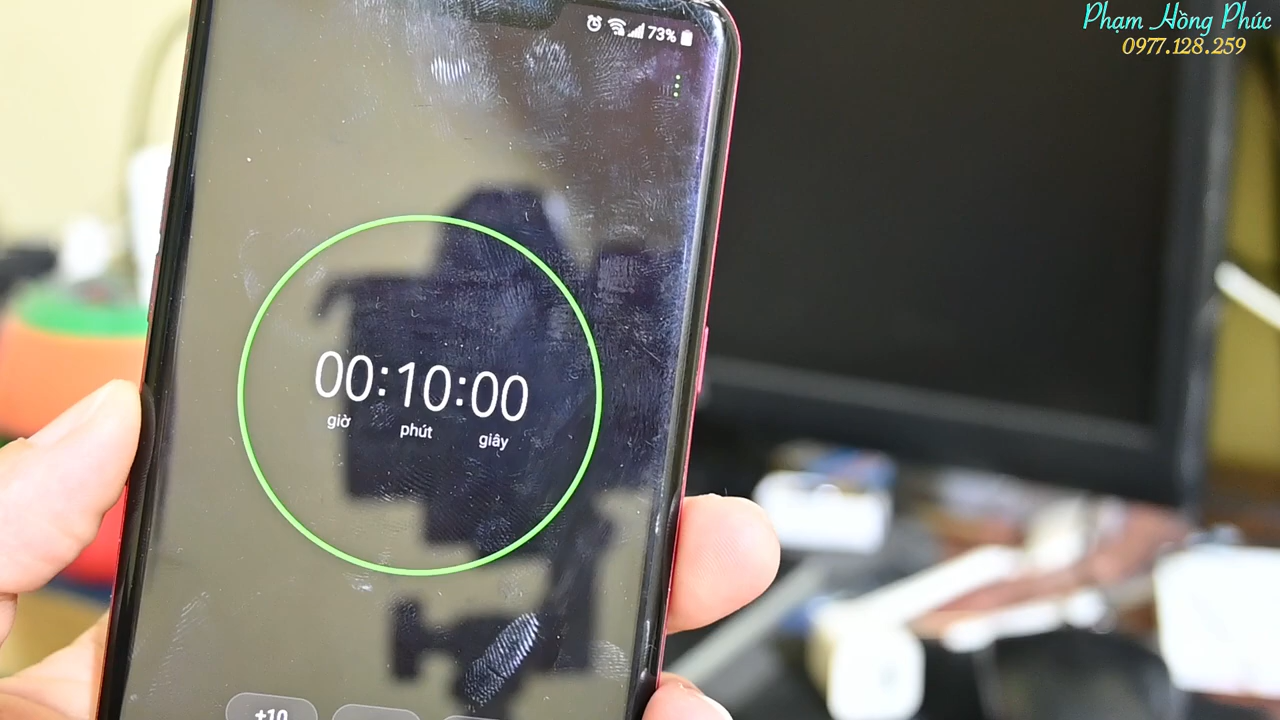 Phạm Hồng Phúc
0977.128.259
73%
00:10:00
giờ phút giây
+10